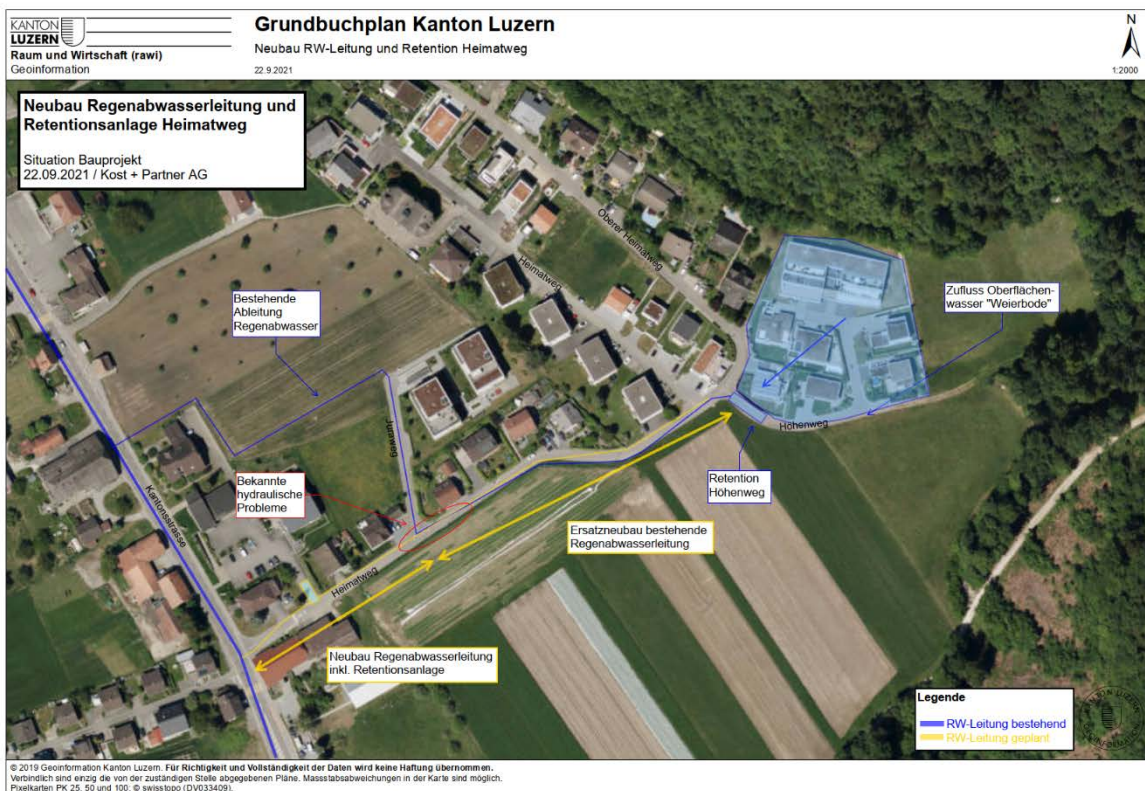 KANTON
LUZERN
Raum und Wirtschaft (rawi)
Geoinformation
Grundbuchplan Kanton Luzern
Neubau RW-Leitung und Retention Heimatweg
22.9.2021
N
1:2000
Neubau Regenabwasserleitung und
Retentionsanlage Heimatweg
Situation Bauprojekt
22.09.2021 / Kost + Partner AG
Oberer Heimatweg
Heimatweg
Bestehende
Ableitung
Regenabwasser
Zufluss Oberflächen-
wasser "Weierbode"
Juraweg
Höhenweg
Bekannte
hydraulische
Probleme
Retention
Höhenweg
Kantonsstrasse
Ersatzneubau bestehende
Regenabwasserleitung
Heimatweg
Neubau Regenabwasserleitung
inkl. Retentionsanlage
Legende
RW-Leitung bestehend
RW-Leitung geplant
© 2019 Geoinformation Kanton Luzern. Für Richtigkeit und Vollständigkeit der Daten wird keine Haftung übernommen.
Verbindlich sind einzig die von der zuständigen Stelle abgegebenen Pläne. Massstabsabweichungen in der Karte sind möglich.
Pixelkarten PK 25, 50 und 100: © swisstopo (DV033409).